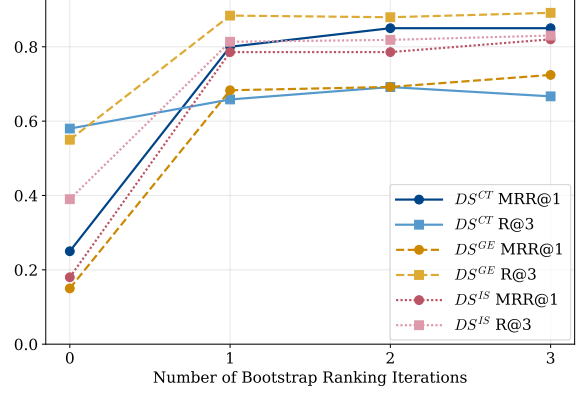 0.8
0.6
0.4
0.2
0.0
0 1 2 3
Number of Bootstrap Ranking Iterations
DS^CT MRR@1
DS^CT R@3
DS^GE MRR@1
DS^GE R@3
DS^IS MRR@1
DS^IS R@3